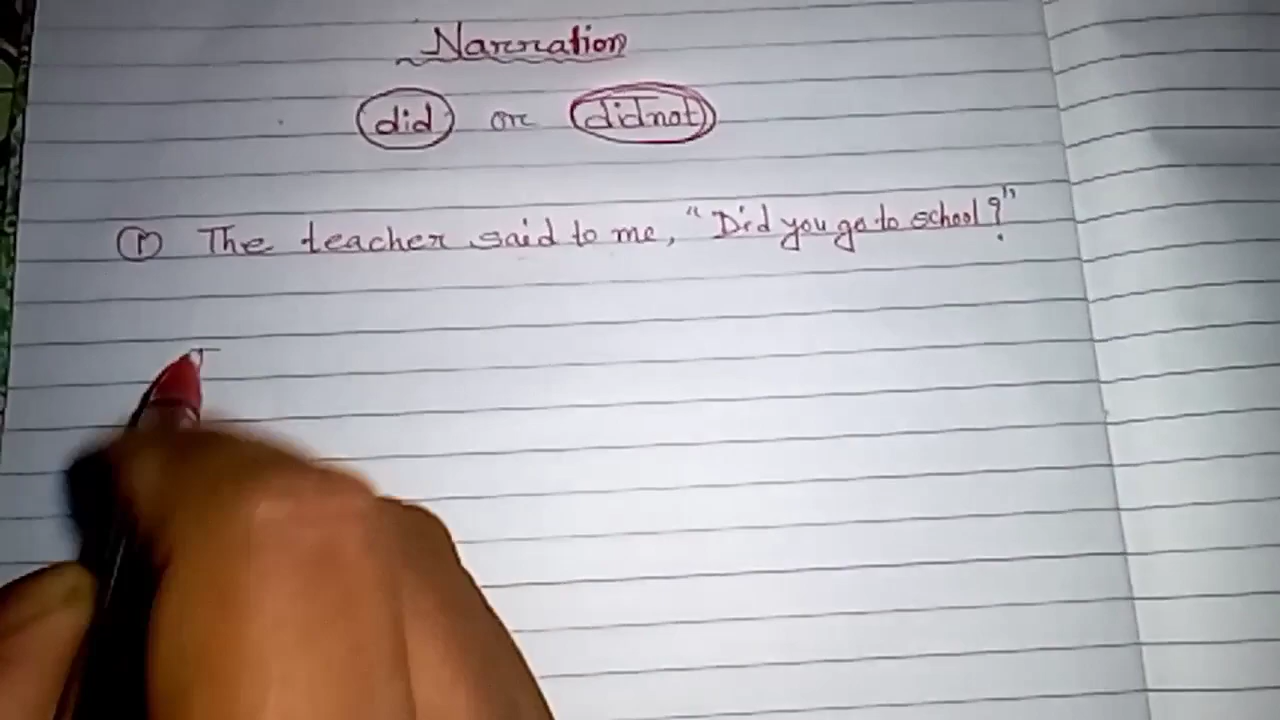 Narration
did or didnot
① The teacher said to me, "Did you go to school?"